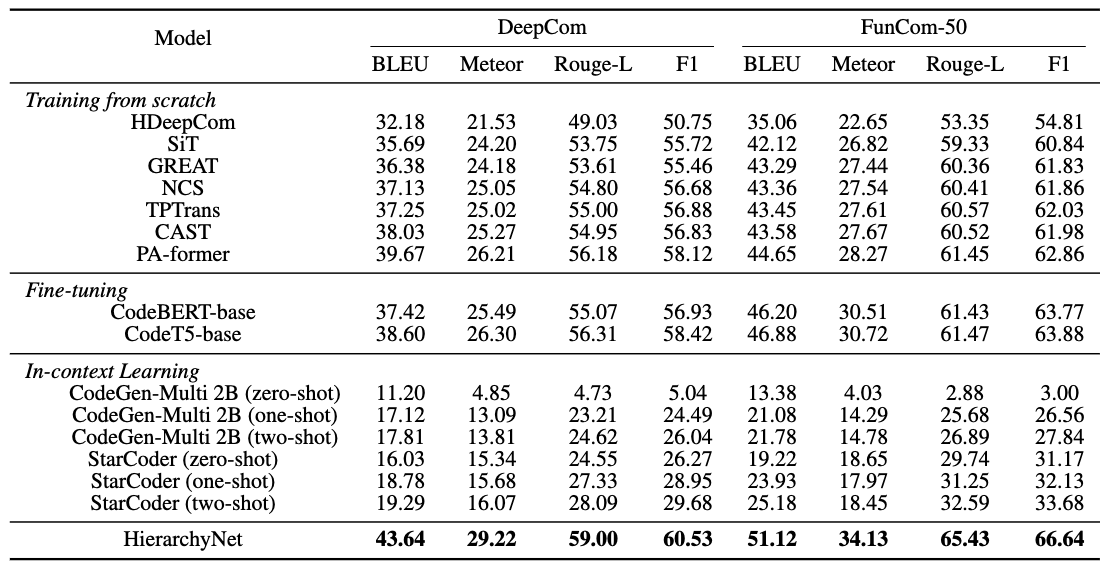 Model DeepCom FunCom-50
BLEU Meteor Rouge-L F1 BLEU Meteor Rouge-L F1
Training from scratch
HDeepCom 32.18 21.53 49.03 50.75 35.06 22.65 53.35 54.81
SiT 35.69 24.20 53.75 55.72 42.12 26.82 59.33 60.84
GREAT 36.38 24.18 53.61 55.46 43.29 27.44 60.36 61.83
NCS 37.13 25.05 54.80 56.68 43.36 27.54 60.41 61.86
TPTrans 37.25 25.02 55.00 56.88 43.45 27.61 60.57 62.03
CAST 38.03 25.27 54.95 56.83 43.58 27.67 60.52 61.98
PA-former 39.67 26.21 56.18 58.12 44.65 28.27 61.45 62.86
Fine-tuning
CodeBERT-base 37.42 25.49 55.07 56.93 46.20 30.51 61.43 63.77
CodeT5-base 38.60 26.30 56.31 58.42 46.88 30.72 61.47 63.88
In-context Learning
CodeGen-Multi 2B (zero-shot) 11.20 4.85 4.73 5.04 13.38 4.03 2.88 3.00
CodeGen-Multi 2B (one-shot) 17.12 13.09 23.21 24.49 21.08 14.29 25.68 26.56
CodeGen-Multi 2B (two-shot) 17.81 13.81 24.62 26.04 21.78 14.78 26.89 27.84
StarCoder (zero-shot) 16.03 15.34 24.55 26.27 19.22 18.65 29.74 31.17
StarCoder (one-shot) 18.78 15.68 27.33 28.95 23.93 17.97 31.25 32.13
StarCoder (two-shot) 19.29 16.07 28.09 29.68 25.18 18.45 32.59 33.68
HierarchyNet 43.64 29.22 59.00 60.53 51.12 34.13 65.43 66.64